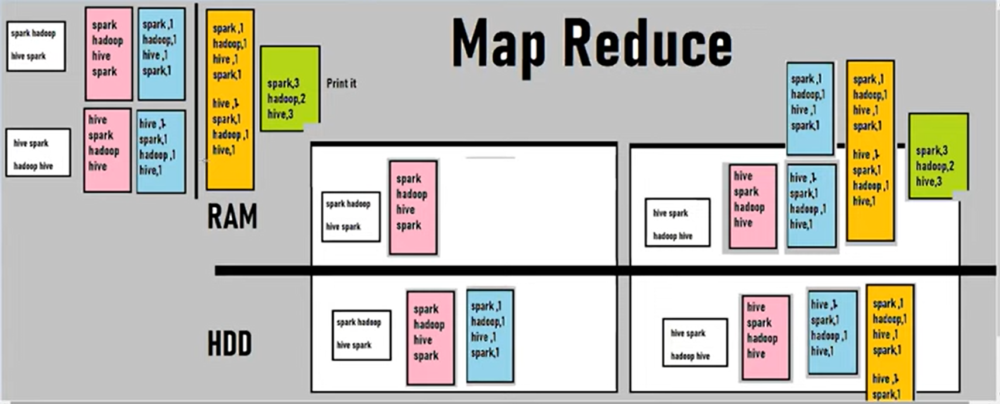 Map Reduce
spark hadoop
hive spark
spark
hadoop
hive
spark
spark ,1
hadoop,1
hive ,1
spark,1
hive spark
hadoop hive
hive
spark
hadoop
hive
hive ,1
spark,1
hadoop ,1
hive,1
spark ,1
hadoop,1
hive ,1
spark,1
hive ,1
spark,1
hadoop ,1
hive,1
spark,3
hadoop,2
hive,3
Print it
RAM
spark hadoop
hive spark
spark
hadoop
hive
spark
hive spark
hadoop hive
hive
spark
hadoop
hive
spark ,1
hadoop,1
hive ,1
spark,1
hive ,1
spark,1
hadoop ,1
hive,1
spark ,1
hadoop,1
hive ,1
spark,1
hive ,1
spark,1
hadoop ,1
hive,1
spark,3
hadoop,2
hive,3
HDD
spark hadoop
hive spark
spark
hadoop
hive
spark
spark ,1
hadoop,1
hive ,1
spark,1
hive spark
hadoop hive
hive
spark
hadoop
hive
hive ,1
spark,1
hadoop ,1
hive,1
spark ,1
hadoop,1
hive ,1
spark,1
hive ,1
spark,1